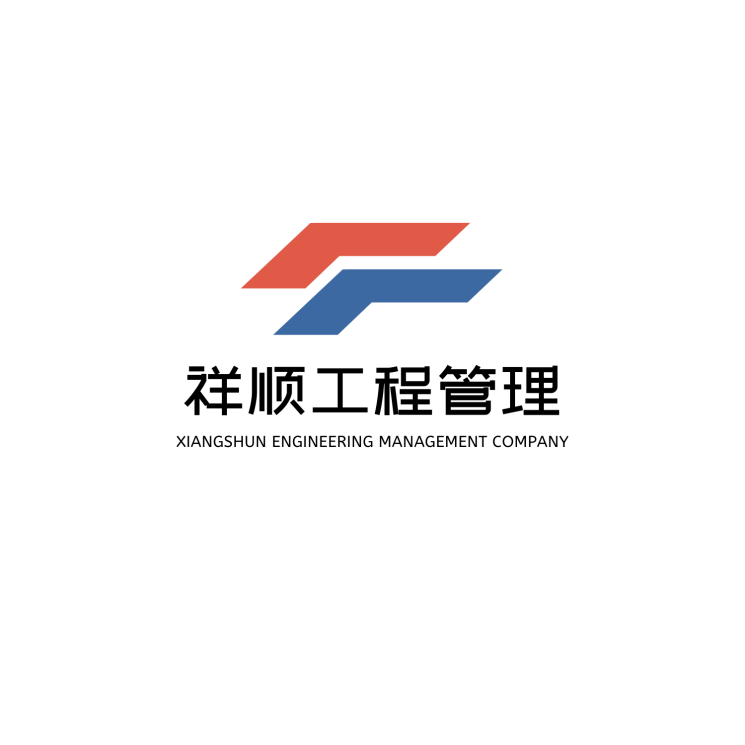 祥顺工程管理
XIANGSHUN ENGINEERING MANAGEMENT COMPANY